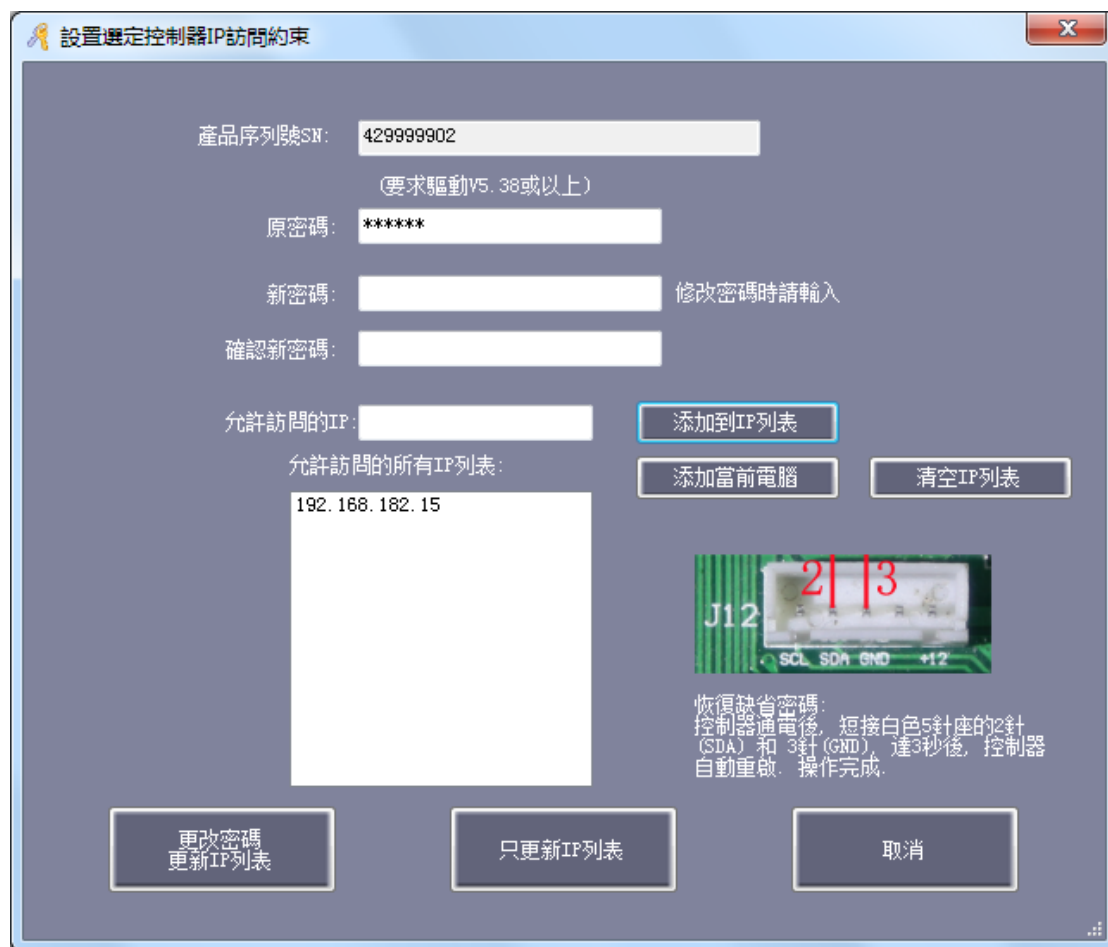 設置選定控制器IP訪問約束
產品序列號SN: 429999902
(要求驅動V5.38或以上)
原密碼: ******
新密碼: 修改密碼時請輸入
確認新密碼:
允許訪問的IP: 添加到IP列表
允許訪問的所有IP列表: 添加當前電腦 清空IP列表
192.168.182.15
2 3
J12
SCL SDA GND +12
恢復缺省密碼:
控制器通電後, 短接白色5針座的2針
(SDA) 和 3針(GND), 達3秒後, 控制器
自動重啟. 操作完成.
更改密碼
更新IP列表
只更新IP列表
取消